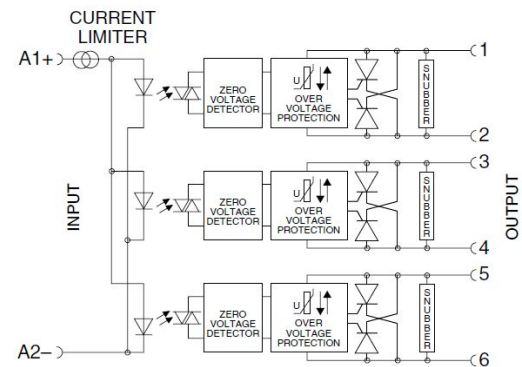 CURRENT
LIMITER
A1+
1
ZERO
VOLTAGE
DETECTOR
U
OVER
VOLTAGE
PROTECTION
SNUBBER
2
3
ZERO
VOLTAGE
DETECTOR
U
OVER
VOLTAGE
PROTECTION
SNUBBER
4
INPUT
OUTPUT
5
ZERO
VOLTAGE
DETECTOR
U
OVER
VOLTAGE
PROTECTION
SNUBBER
A2–
6